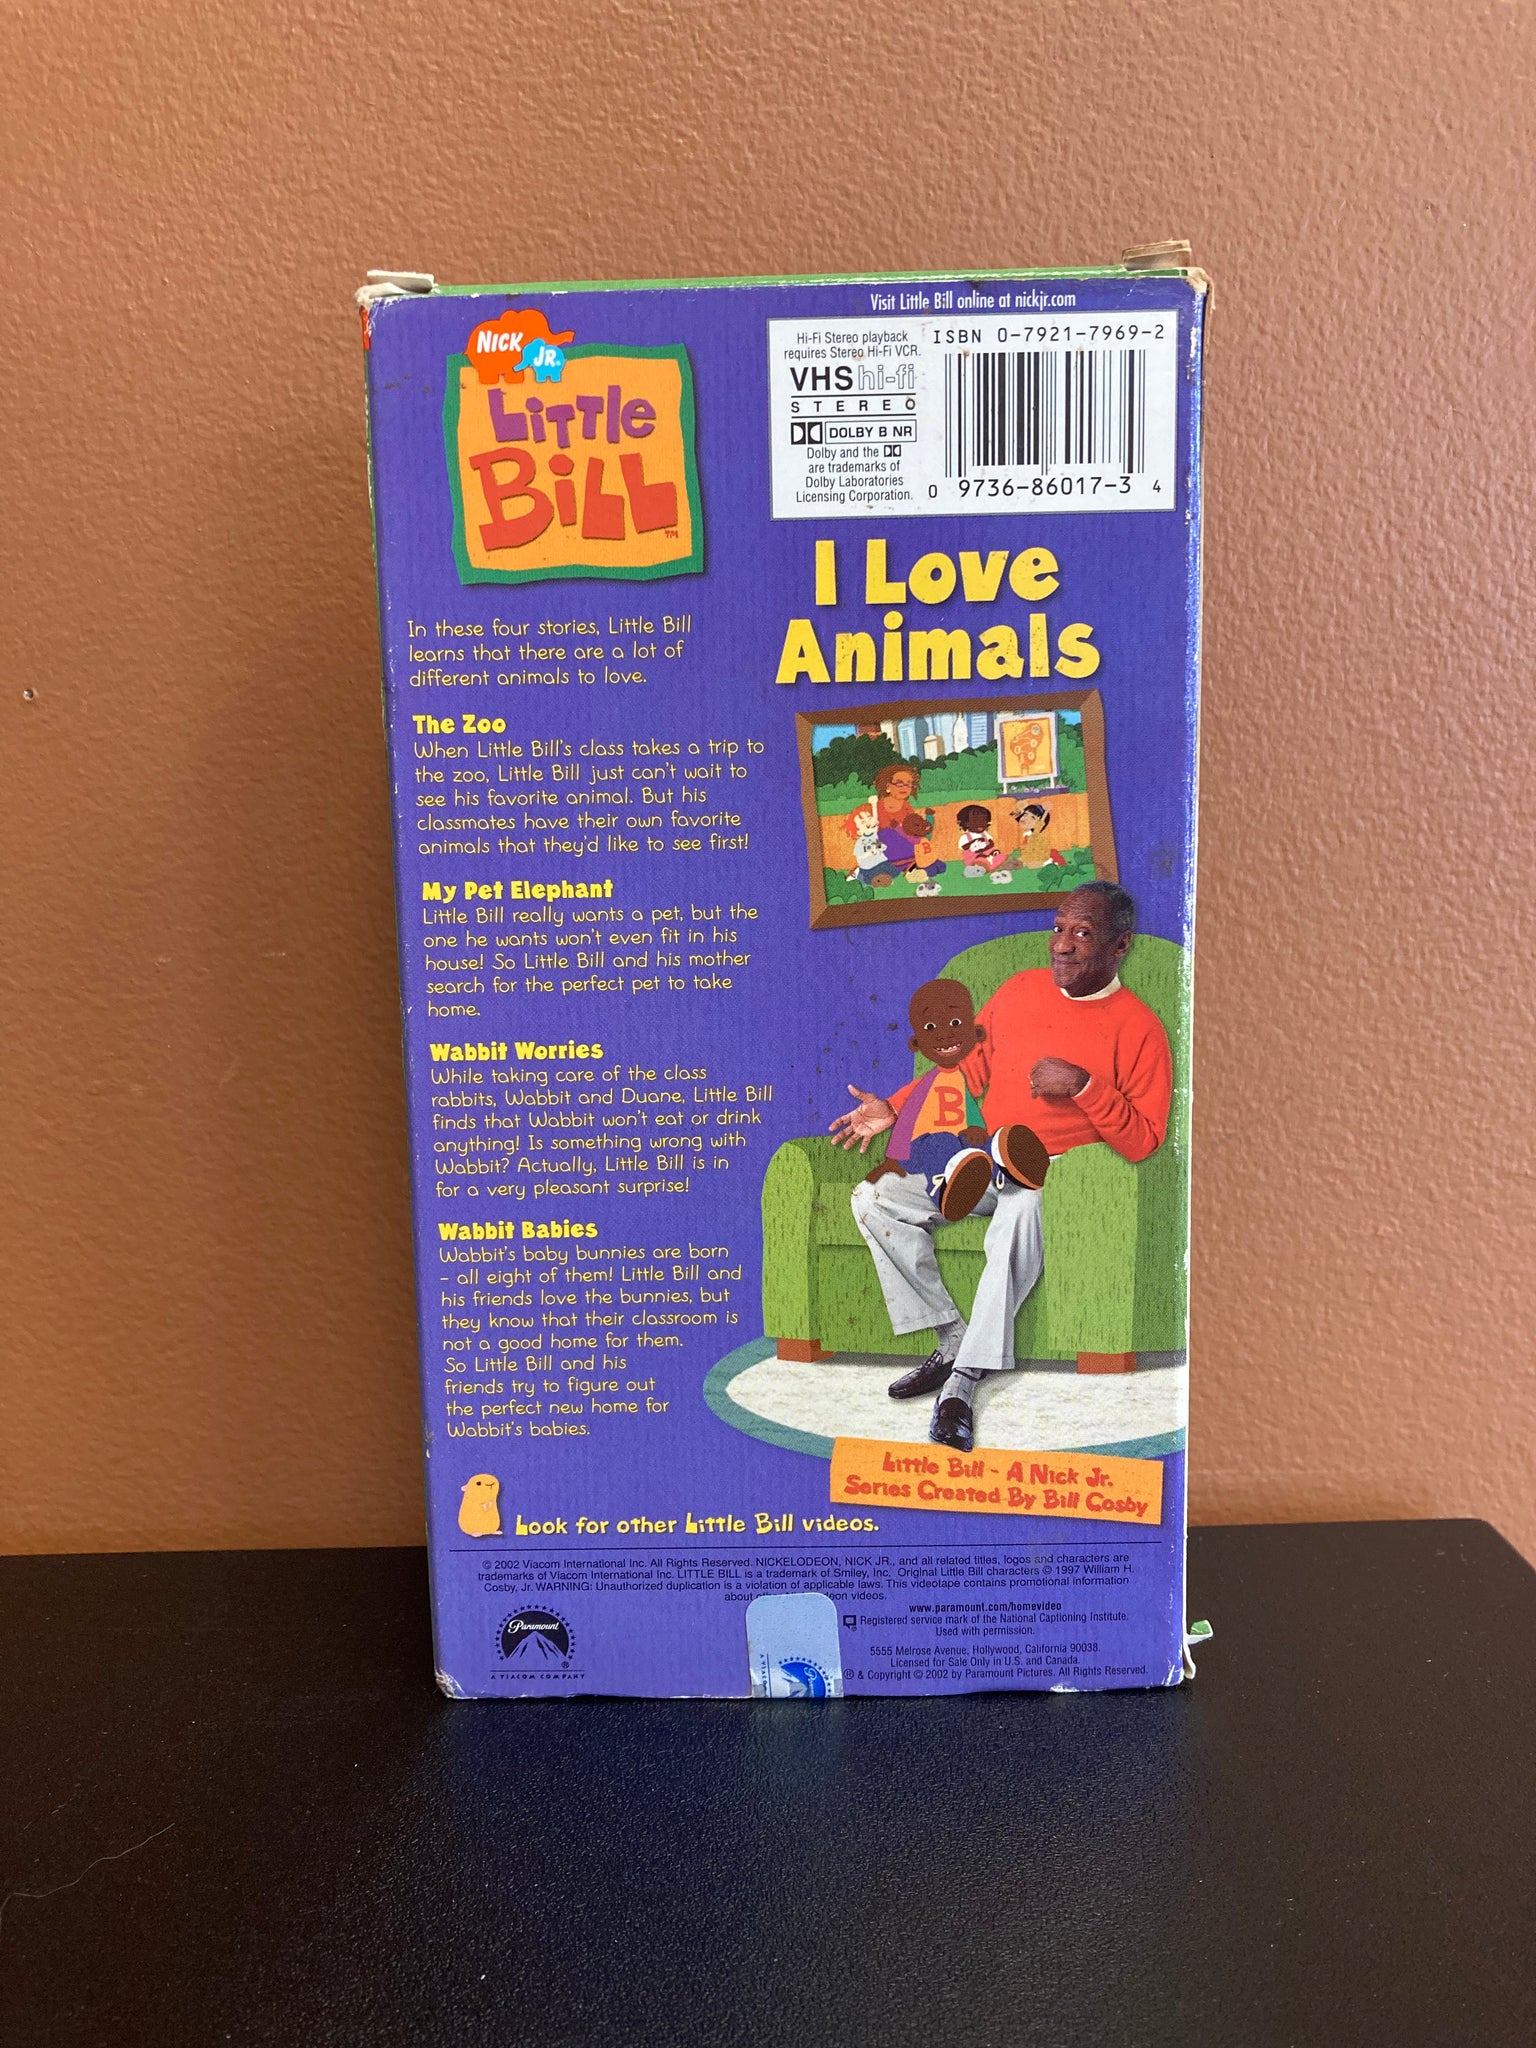 Visit Little Bill online at nickjr.com
NICK
JR.
Little
Bill
TM
Hi-Fi Stereo playback
requires Stereo Hi-Fi VCR.
VHS hi-fi
STEREO
DOLBY B NR
Dolby and the
are trademarks of
Dolby Laboratories
Licensing Corporation.
ISBN 0-7921-7969-2
0 9736-86017-3 4
I Love
Animals
In these four stories, Little Bill
learns that there are a lot of
different animals to love.
The Zoo
When Little Bill's class takes a trip to
the zoo, Little Bill just can't wait to
see his favorite animal. But his
classmates have their own favorite
animals that they'd like to see first!
My Pet Elephant
Little Bill really wants a pet, but the
one he wants won't even fit in his
house! So Little Bill and his mother
search for the perfect pet to take
home.
Wabbit Worries
While taking care of the class
rabbits, Wabbit and Duane, Little Bill
finds that Wabbit won't eat or drink
anything! Is something wrong with
Wabbit? Actually, Little Bill is in
for a very pleasant surprise!
Wabbit Babies
Wabbit's baby bunnies are born
- all eight of them! Little Bill and
his friends love the bunnies, but
they know that their classroom is
not a good home for them.
So Little Bill and his
friends try to figure out
the perfect new home for
Wabbit's babies.
B
B
Little Bill - A Nick Jr.
Series Created By Bill Cosby
Look for other Little Bill videos.
© 2002 Viacom International Inc. All Rights Reserved. NICKELODEON, NICK JR., and all related titles, logos and characters are
trademarks of Viacom International Inc. LITTLE BILL is a trademark of Smiley, Inc. Original Little Bill characters © 1997 William H.
Cosby, Jr. WARNING: Unauthorized duplication is a violation of applicable laws. This videotape contains promotional information
about videos.
www.paramount.com/homevideo
Registered service mark of the National Captioning Institute.
Used with permission.
5555 Melrose Avenue, Hollywood, California 90038.
Licensed for Sale Only in U.S. and Canada.
® & Copyright © 2002 by Paramount Pictures. All Rights Reserved.
Paramount
®
A VIACOM COMPANY